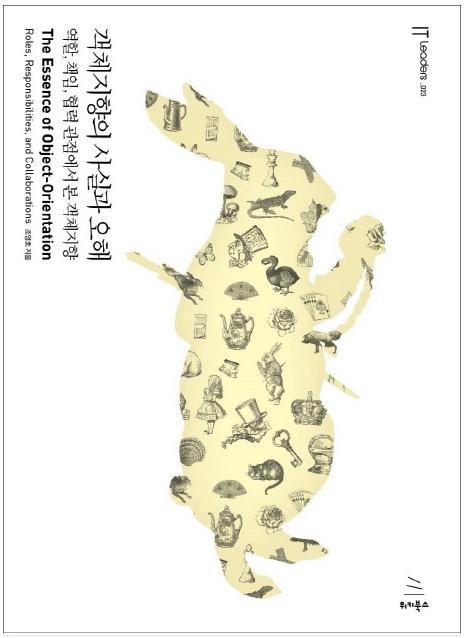 IT Leaders _023
객체지향의 사실과 오해
역할, 책임, 협력 관점에서 본 객체지향
The Essence of Object-Orientation
Roles, Responsibilities, and Collaborations 조영호 지음
위키북스